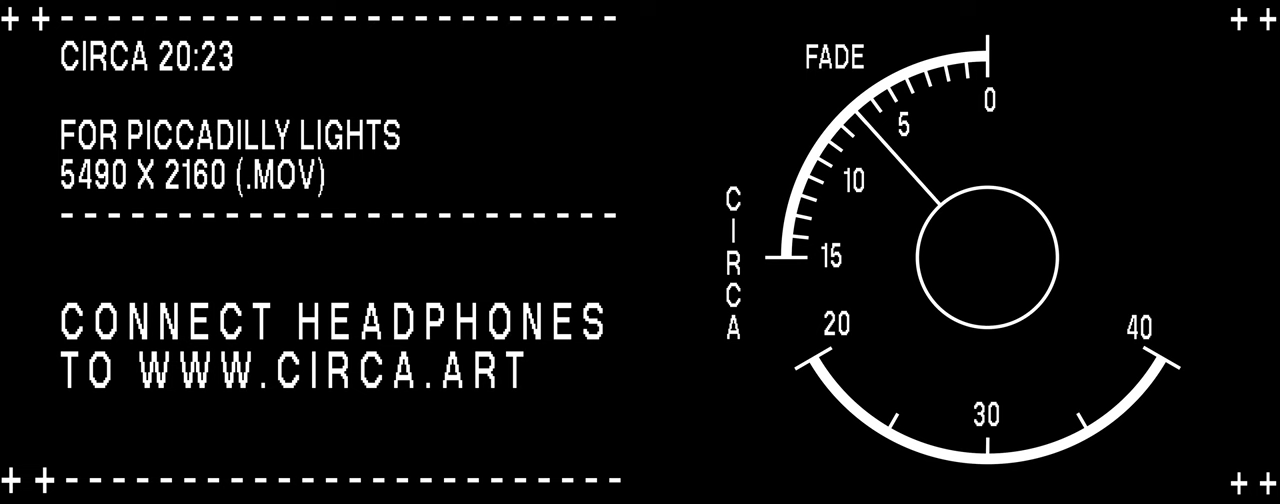 CIRCA 20:23
FOR PICCADILLY LIGHTS
5490 X 2160 (.MOV)
CONNECT HEADPHONES
TO WWW.CIRCA.ART
FADE
0
5
10
15
CIRCA
20
30
40